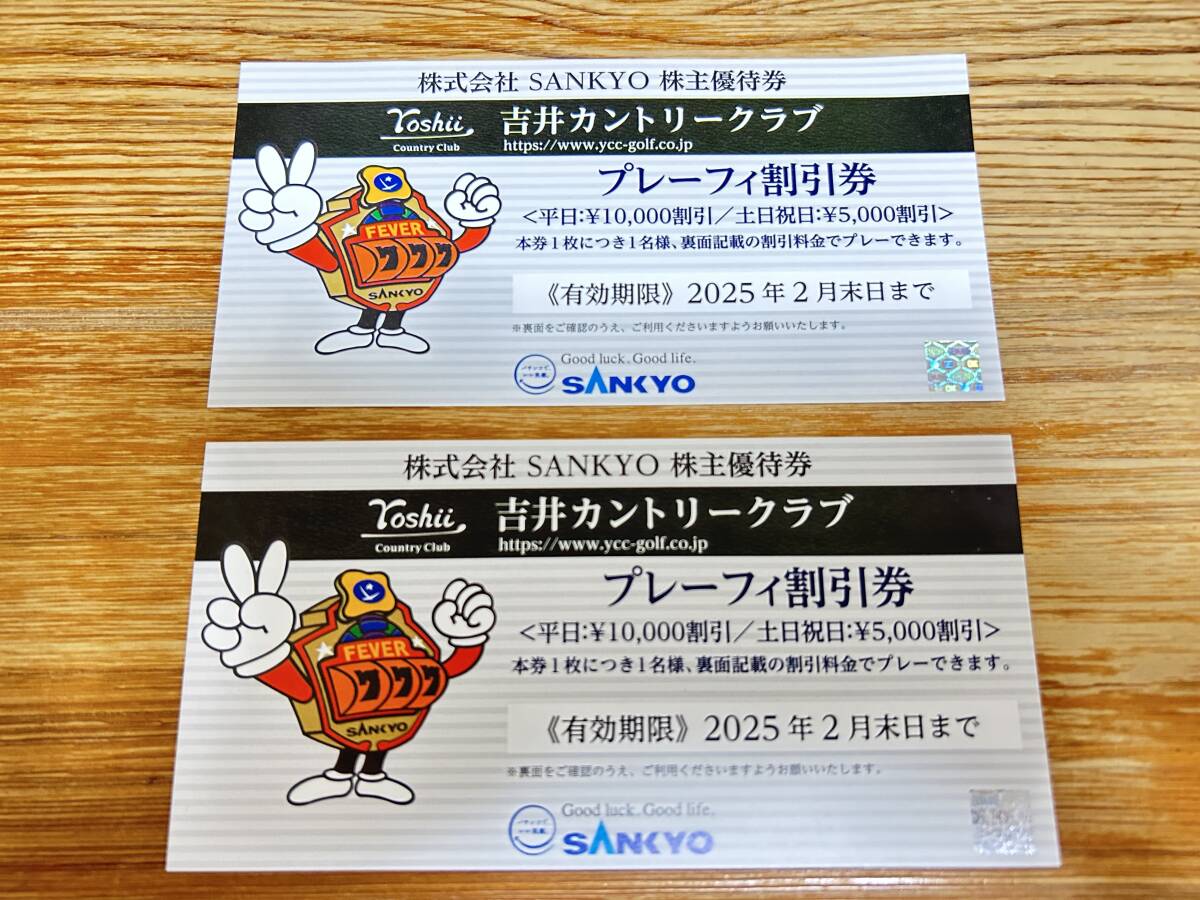 株式会社 SANKYO 株主優待券
Yoshii 吉井カントリークラブ
Country Club https://www.ycc-golf.co.jp
プレーフィ割引券
<平日:¥10,000割引/土日祝日:¥5,000割引>
本券1枚につき1名様、裏面記載の割引料金でプレーできます。
FEVER
777
SANKYO
《有効期限》2025年2月末日まで
※裏面をご確認のうえ、ご利用くださいますようお願いいたします。
Good luck. Good life.
SANKYO
株式会社 SANKYO 株主優待券
Yoshii 吉井カントリークラブ
Country Club https://www.ycc-golf.co.jp
プレーフィ割引券
<平日:¥10,000割引/土日祝日:¥5,000割引>
本券1枚につき1名様、裏面記載の割引料金でプレーできます。
FEVER
777
SANKYO
《有効期限》2025年2月末日まで
※裏面をご確認のうえ、ご利用くださいますようお願いいたします。
Good luck. Good life.
SANKYO